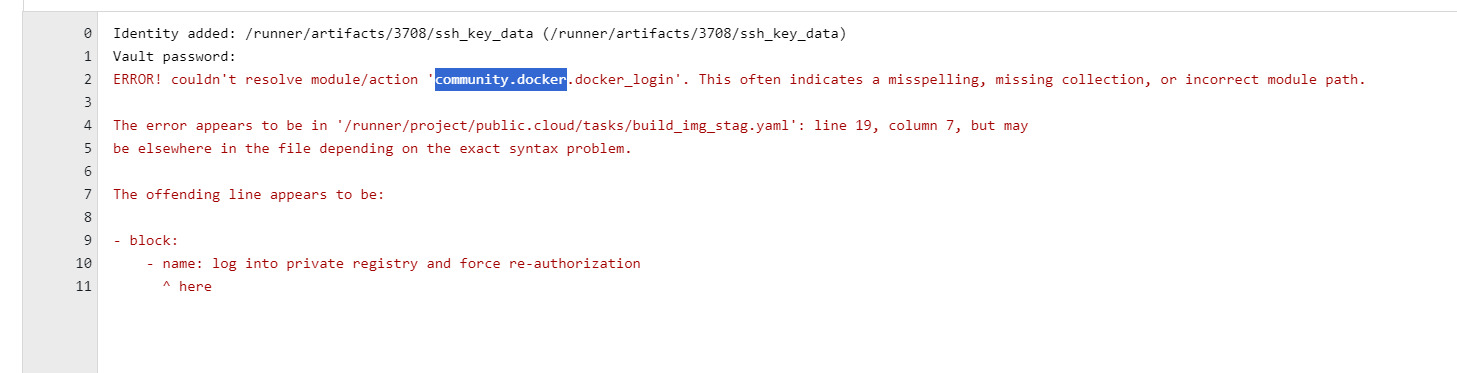 0 Identity added: /runner/artifacts/3708/ssh_key_data (/runner/artifacts/3708/ssh_key_data)
1 Vault password:
2 ERROR! couldn't resolve module/action 'community.docker.docker_login'. This often indicates a misspelling, missing collection, or incorrect module path.
3
4 The error appears to be in '/runner/project/public.cloud/tasks/build_img_stag.yaml': line 19, column 7, but may
5 be elsewhere in the file depending on the exact syntax problem.
6
7 The offending line appears to be:
8
9 - block:
10     - name: log into private registry and force re-authorization
11       ^ here